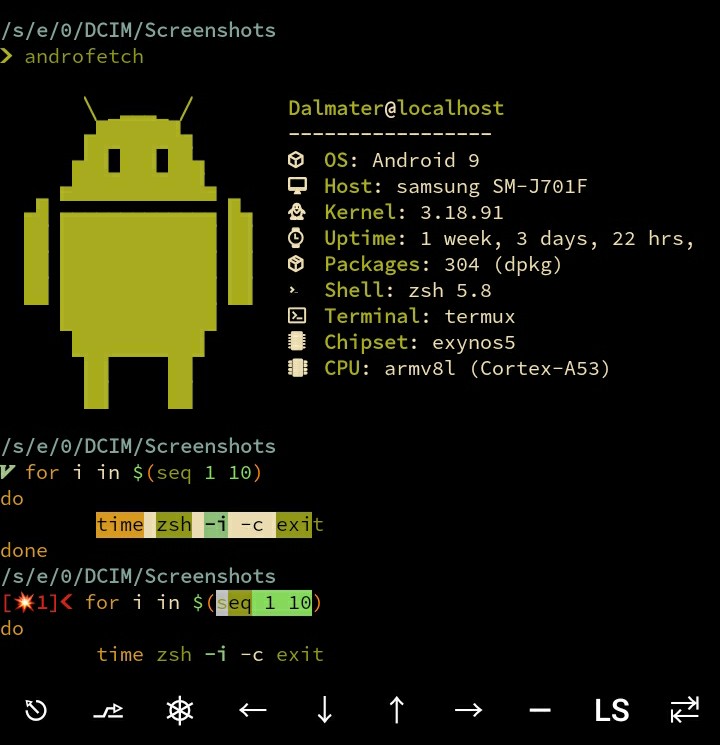 /s/e/0/DCIM/Screenshots
❯ androfetch
Dalmater@localhost
-----------------
OS: Android 9
Host: samsung SM-J701F
Kernel: 3.18.91
Uptime: 1 week, 3 days, 22 hrs,
Packages: 304 (dpkg)
Shell: zsh 5.8
Terminal: termux
Chipset: exynos5
CPU: armv8l (Cortex-A53)
/s/e/0/DCIM/Screenshots
for i in $(seq 1 10)
do
time zsh -i -c exit
done
/s/e/0/DCIM/Screenshots
[💥1]❮ for i in $(seq 1 10)
do
time zsh -i -c exit
LS